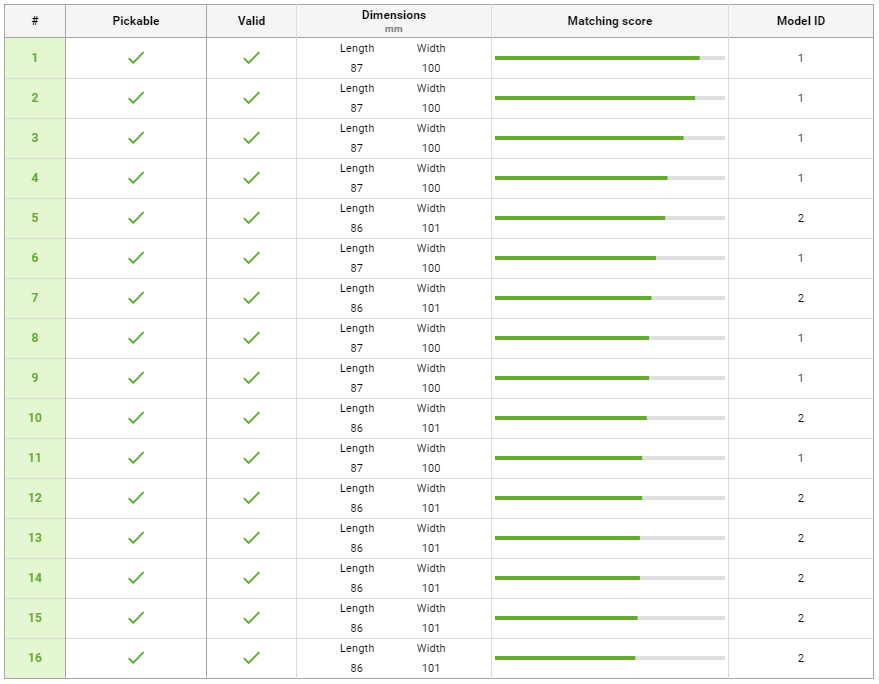 # Pickable Valid Dimensions Matching score Model ID
mm
Length Width
1 87 100 1
Length Width
2 87 100 1
Length Width
3 87 100 1
Length Width
4 87 100 1
Length Width
5 86 101 2
Length Width
6 87 100 1
Length Width
7 86 101 2
Length Width
8 87 100 1
Length Width
9 87 100 1
Length Width
10 86 101 2
Length Width
11 87 100 1
Length Width
12 86 101 2
Length Width
13 86 101 2
Length Width
14 86 101 2
Length Width
15 86 101 2
Length Width
16 86 101 2